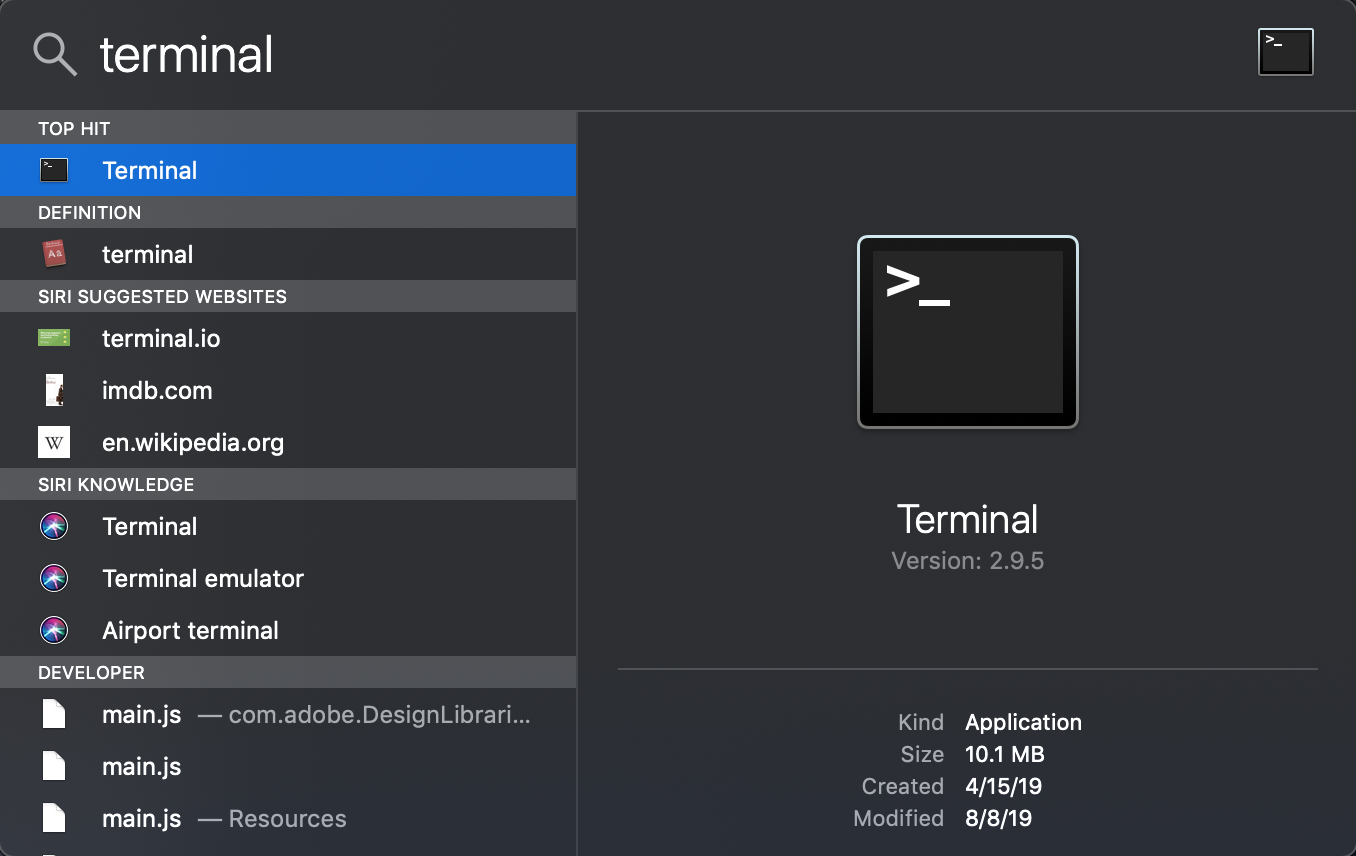 terminal
TOP HIT
Terminal
DEFINITION
terminal
SIRI SUGGESTED WEBSITES
terminal.io
imdb.com
en.wikipedia.org
SIRI KNOWLEDGE
Terminal
Terminal emulator
Airport terminal
DEVELOPER
main.js — com.adobe.DesignLibrari...
main.js
main.js — Resources
>_
Terminal
Version: 2.9.5
Kind Application
Size 10.1 MB
Created 4/15/19
Modified 8/8/19